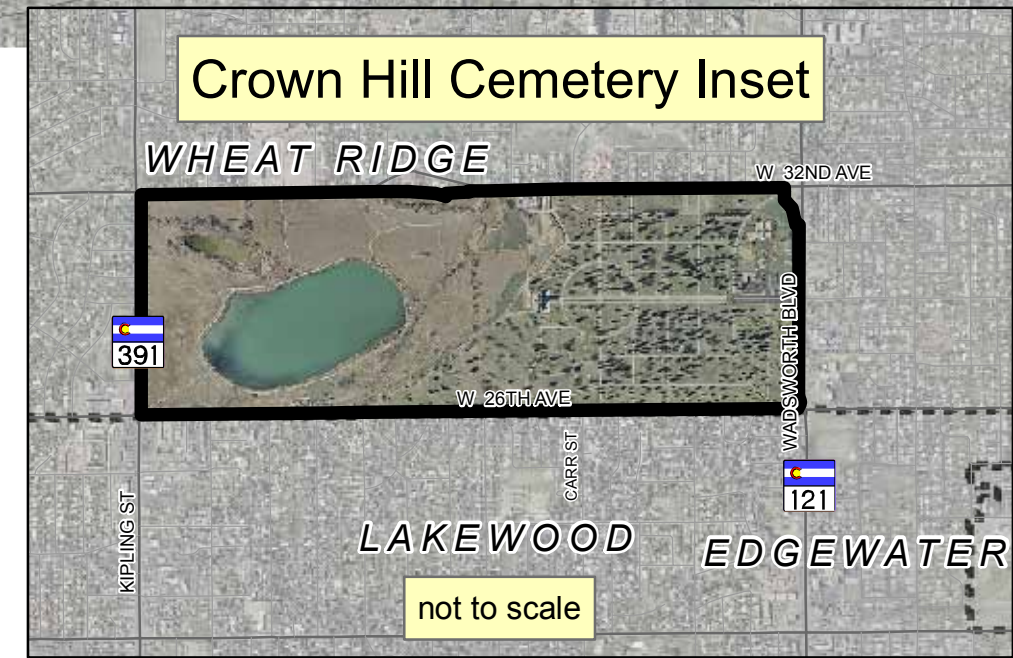 Crown Hill Cemetery Inset
WHEAT RIDGE
W 32ND AVE
391
WADSWORTH BLVD
W 26TH AVE
CARR ST
121
KIPLING ST
LAKEWOOD
EDGEWATER
not to scale